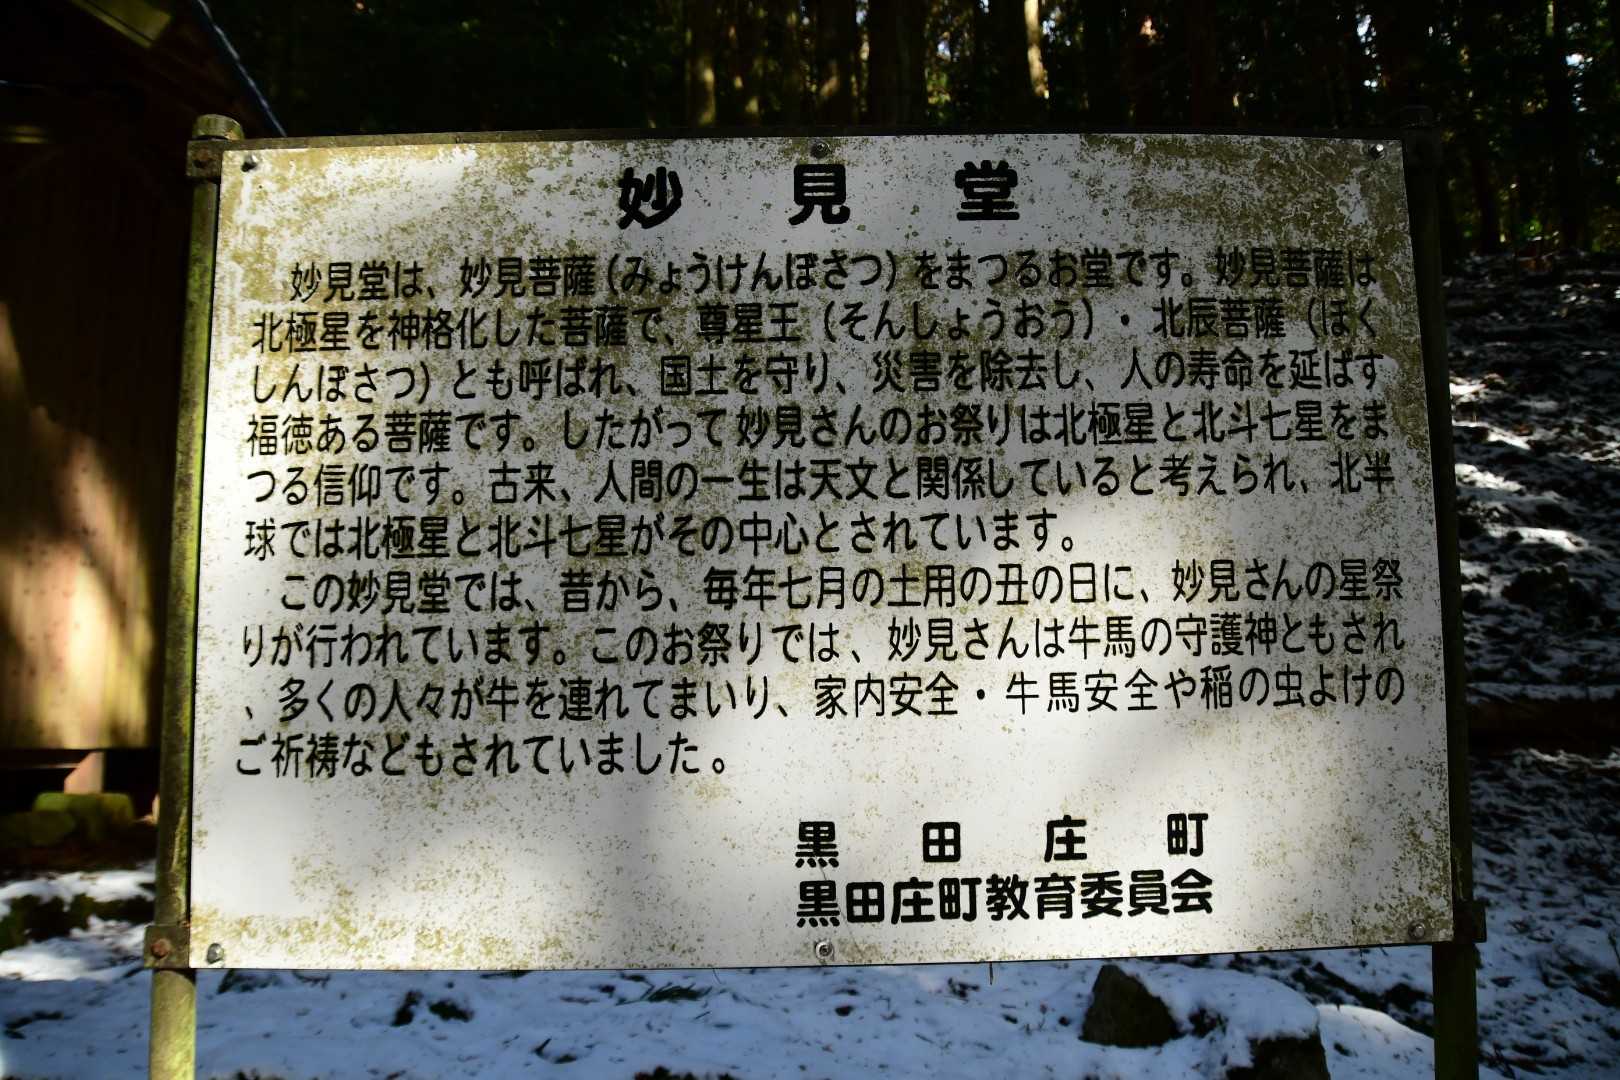 妙見堂
妙見堂は、妙見菩薩(みょうけんぼさつ)をまつるお堂です。妙見菩薩は
北極星を神格化した菩薩で、尊星王(そんしょうおう)・北辰菩薩(ほく
しんぼさつ)とも呼ばれ、国土を守り、災害を除去し、人の寿命を延ばす
福徳ある菩薩です。したがって妙見さんのお祭りは北極星と北斗七星をま
つる信仰です。古来、人間の一生は天文と関係していると考えられ、北半
球では北極星と北斗七星がその中心とされています。
この妙見堂では、昔から、毎年七月の土用の丑の日に、妙見さんの星祭
りが行われています。このお祭りでは、妙見さんは牛馬の守護神ともされ
、多くの人々が牛を連れてまいり、家内安全・牛馬安全や稲の虫よけの
ご祈祷などもされていました。
黒田庄町
黒田庄町教育委員会